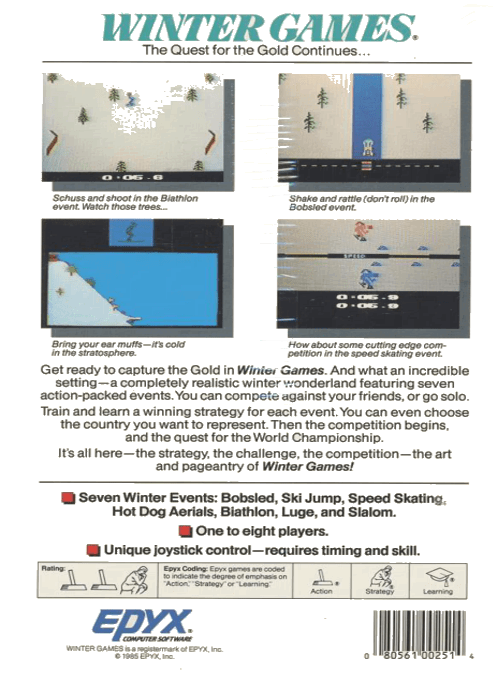 WINTER GAMES®
The Quest for the Gold Continues...
0:06.8
Schuss and shoot in the Biathlon
event. Watch those trees...
Shake and rattle (don't roll) in the
Bobsled event.
Bring your ear muffs—it's cold
in the stratosphere.
SPEED
0:05.9
0:05.9
How about some cutting edge com-
petition in the speed skating event.
Get ready to capture the Gold in Winter Games. And what an incredible
setting—a completely realistic winter wonderland featuring seven
action-packed events. You can compete against your friends, or go solo.
Train and learn a winning strategy for each event. You can even choose
the country you want to represent. Then the competition begins,
and the quest for the World Championship.
It's all here—the strategy, the challenge, the competition—the art
and pageantry of Winter Games!
Seven Winter Events: Bobsled, Ski Jump, Speed Skating,
Hot Dog Aerials, Biathlon, Luge, and Slalom.
One to eight players.
Unique joystick control—requires timing and skill.
Rating:
Epyx Coding: Epyx games are coded
to indicate the degree of emphasis on
"Action," "Strategy" or "Learning."
Action
Strategy
Learning
EPYX®
COMPUTER SOFTWARE
WINTER GAMES is a registermark of EPYX, Inc.
© 1985 EPYX, Inc.
0 80561 00251 4